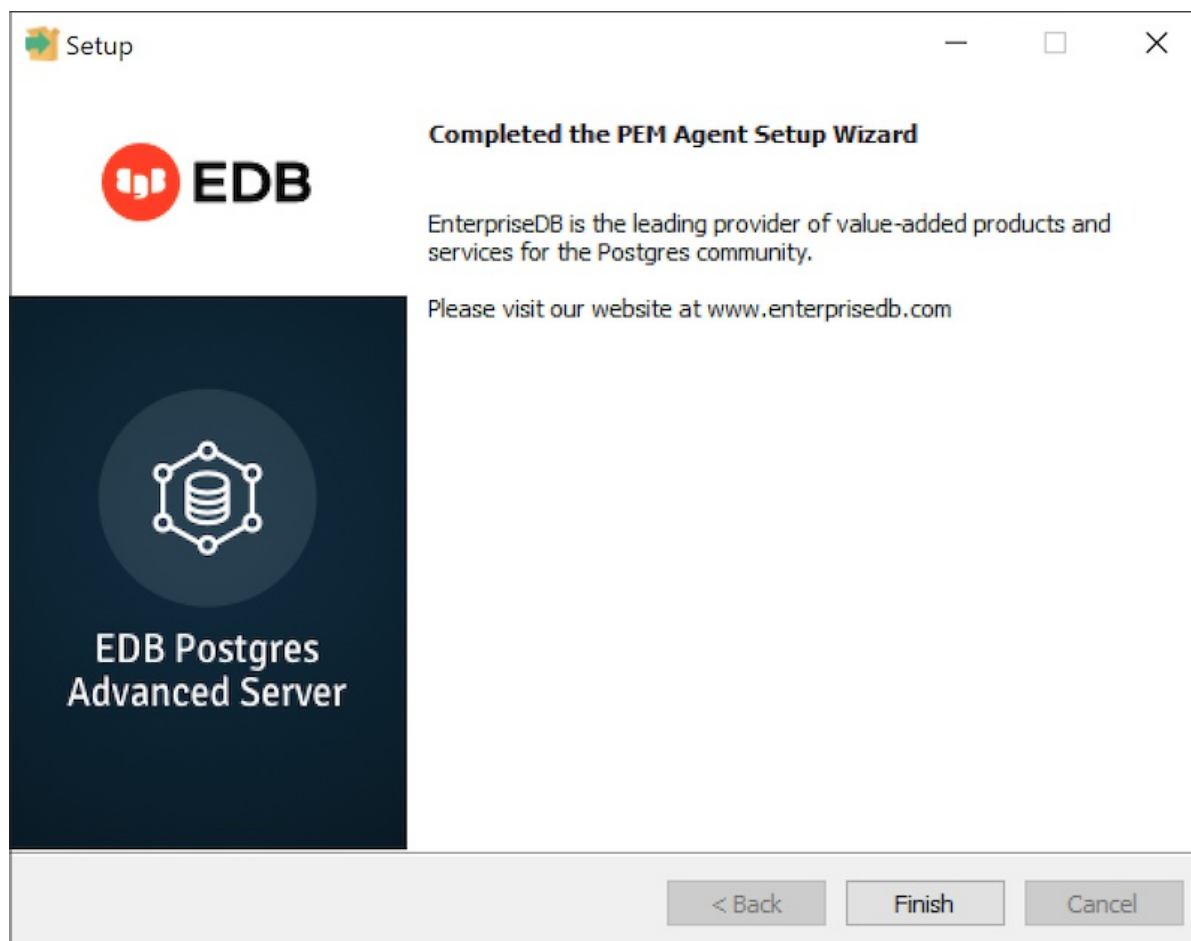 Setup
EDB
Completed the PEM Agent Setup Wizard
EnterpriseDB is the leading provider of value-added products and
services for the Postgres community.
Please visit our website at www.enterprisedb.com
EDB Postgres
Advanced Server
< Back
Finish
Cancel